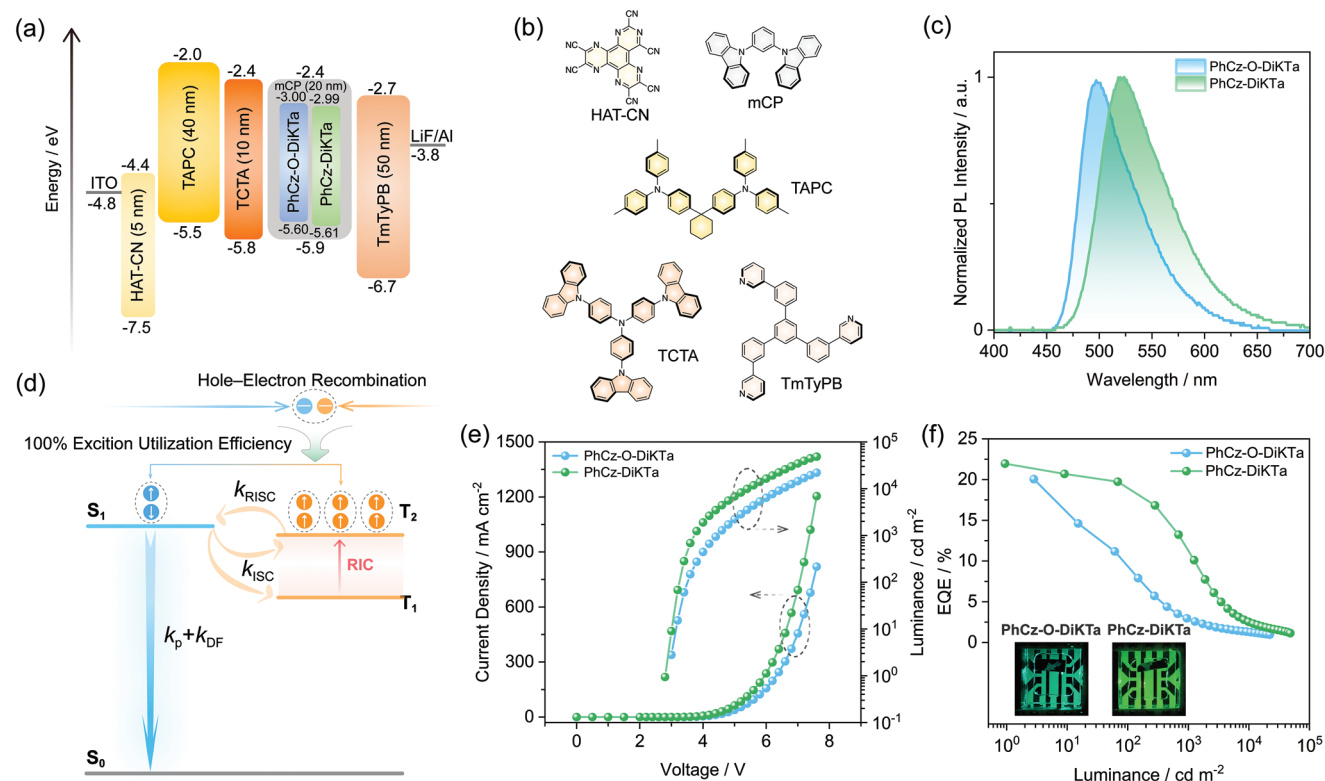 (a)
Energy / eV
ITO
-4.8
-4.4
HAT-CN (5 nm)
-7.5
-2.0
TAPC (40 nm)
-5.5
-2.4
TCTA (10 nm)
-5.8
-2.4
mCP (20 nm)
-3.00
-2.99
PhCz-O-DiKTa
PhCz-DiKTa
-5.60
-5.61
-5.9
-2.7
TmTyPB (50 nm)
-6.7
LiF/Al
-3.8
(b)
CN
CN
NC
NC
CN
CN
N
N
N
N
N
N
HAT-CN
N
N
mCP
N
N
TAPC
N
N
N
N
TCTA
N
N
N
TmTyPB
(c)
PhCz-O-DiKTa
PhCz-DiKTa
Normalized PL Intensity / a.u.
1
0
400 450 500 550 600 650 700
Wavelength / nm
(d)
Hole–Electron Recombination
100% Excition Utilization Efficiency
S1
kRISC
T2
kISC
RIC
T1
kp+kDF
S0
(e)
PhCz-O-DiKTa
PhCz-DiKTa
Current Density / mA cm-2
1500
1200
900
600
300
0
0 2 4 6 8
Voltage / V
10^5
10^4
10^3
10^2
10^1
10^0
10^-1
Luminance / cd m-2
(f)
PhCz-O-DiKTa
PhCz-DiKTa
EQE / %
25
20
15
10
5
0
PhCz-O-DiKTa PhCz-DiKTa
10^0 10^1 10^2 10^3 10^4 10^5
Luminance / cd m-2